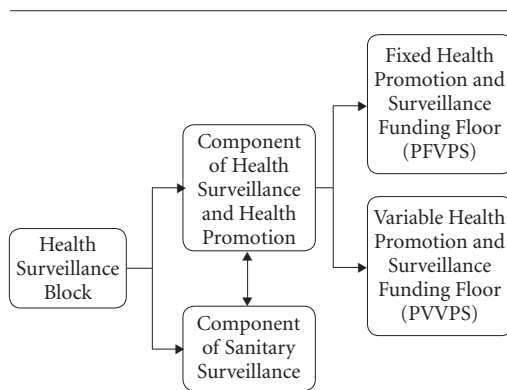 Health
Surveillance
Block
Component
of Health
Surveillance
and Health
Promotion
Component
of Sanitary
Surveillance
Fixed Health
Promotion and
Surveillance
Funding Floor
(PFVPS)
Variable Health
Promotion and
Surveillance
Funding Floor
(PVVPS)